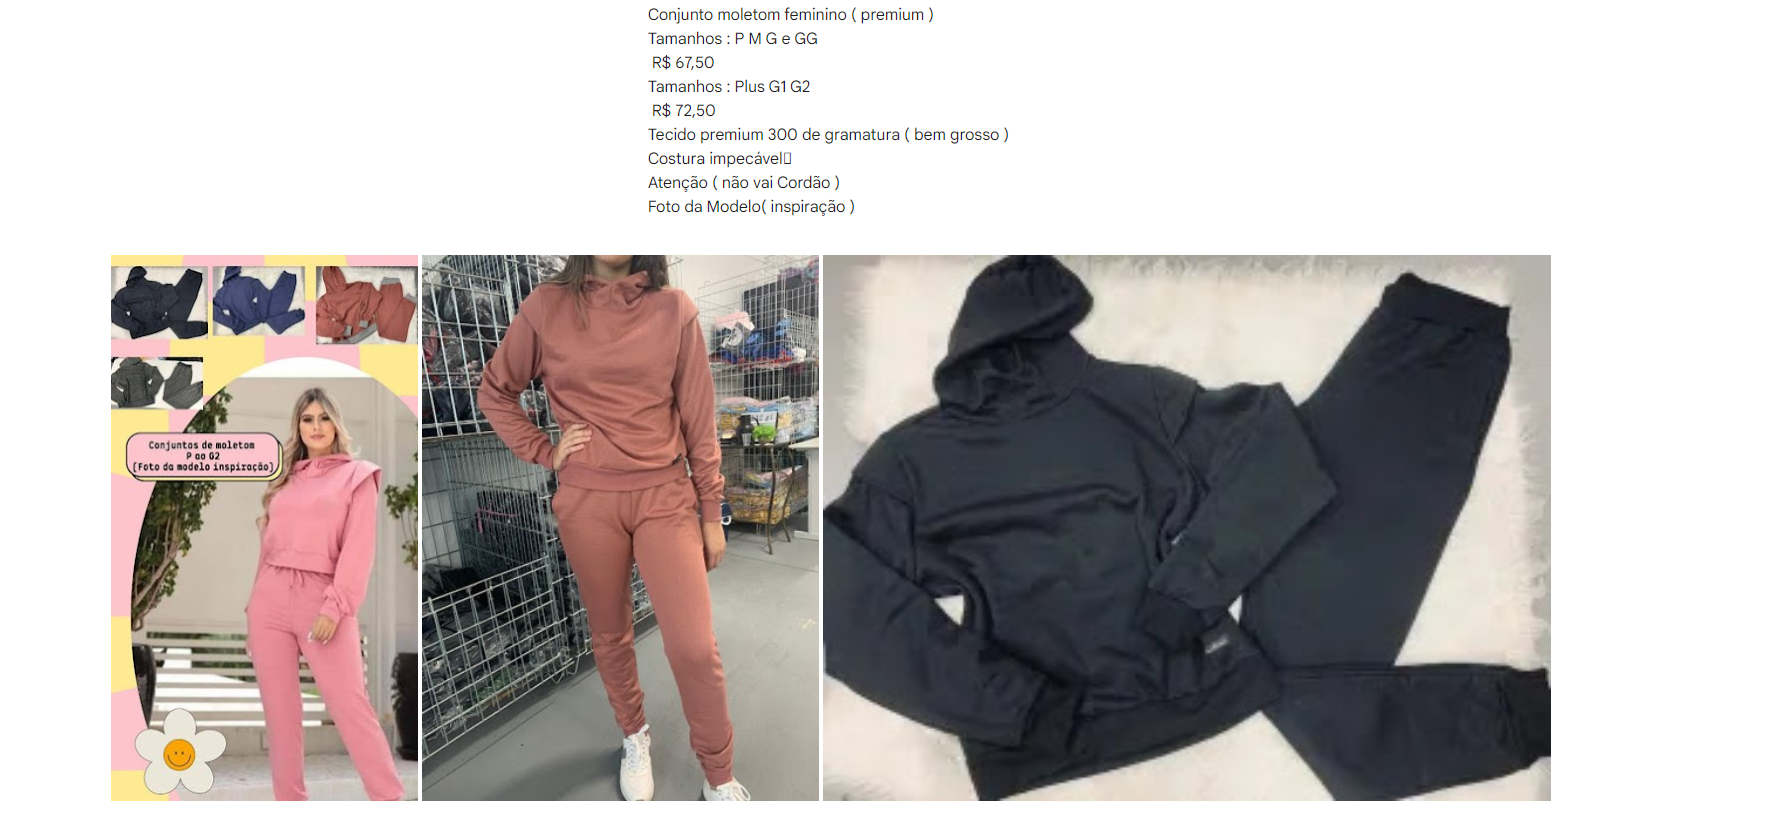 Conjunto moletom feminino ( premium )
Tamanhos : P M G e GG
R$ 67,50
Tamanhos : Plus G1 G2
R$ 72,50
Tecido premium 300 de gramatura ( bem grosso )
Costura impecável
Atenção ( não vai Cordão )
Foto da Modelo( inspiração )
Conjuntos de moletom
P ao G2
(Foto da modelo inspiração)